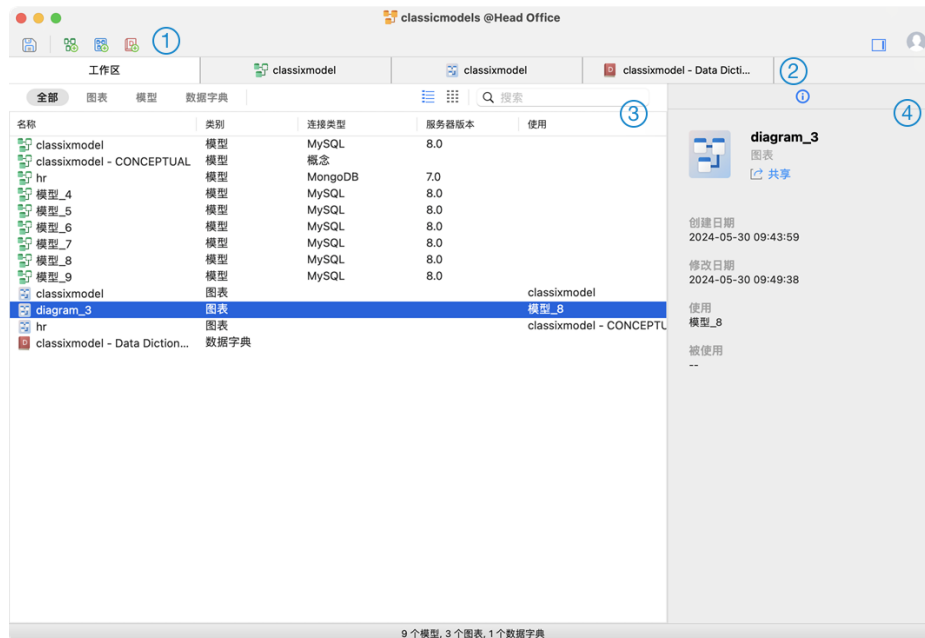 classicmodels @Head Office
1
工作区 classixmodel classixmodel classixmodel - Data Dicti... 2
全部 图表 模型 数据字典 搜索 3 4
名称 类别 连接类型 服务器版本 使用
classixmodel 模型 MySQL 8.0
classixmodel - CONCEPTUAL 模型 概念
hr 模型 MongoDB 7.0
模型_4 模型 MySQL 8.0
模型_5 模型 MySQL 8.0
模型_6 模型 MySQL 8.0
模型_7 模型 MySQL 8.0
模型_8 模型 MySQL 8.0
模型_9 模型 MySQL 8.0
classixmodel 图表 classixmodel
diagram_3 图表 模型_8
hr 图表 classixmodel - CONCEPTU
classixmodel - Data Diction... 数据字典
diagram_3
图表
共享
创建日期
2024-05-30 09:43:59
修改日期
2024-05-30 09:49:38
使用
模型_8
被使用
--
9 个模型, 3 个图表, 1 个数据字典